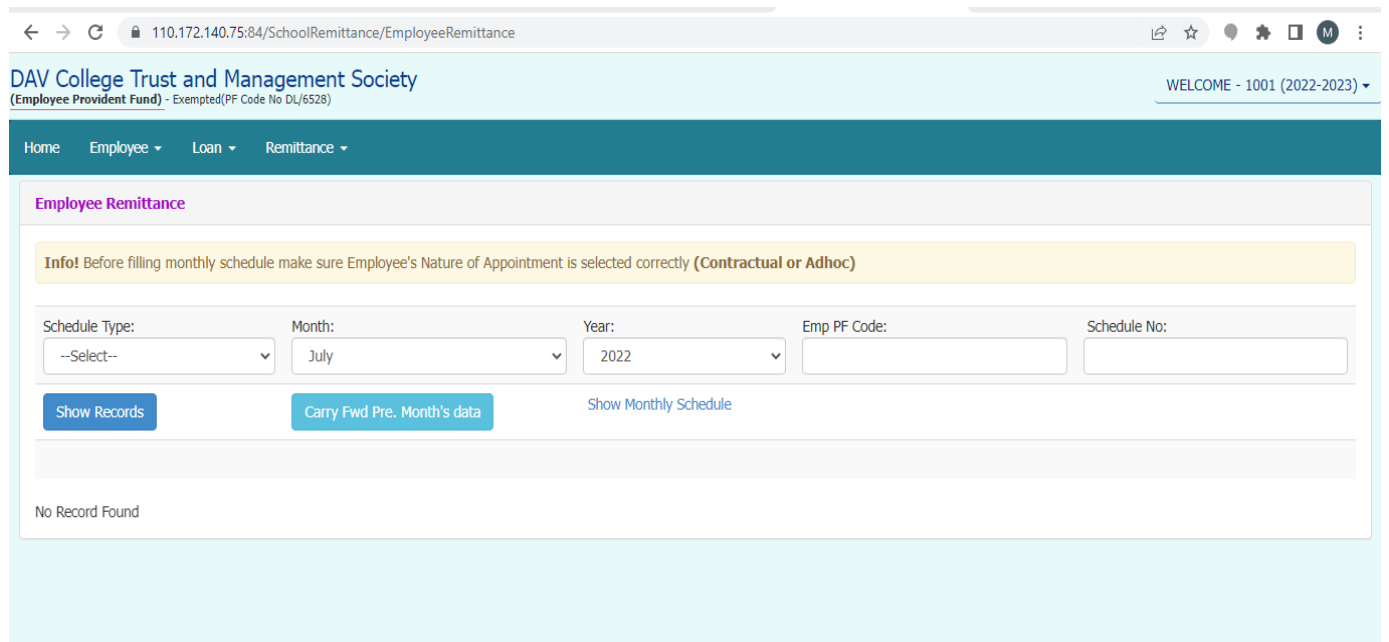 110.172.140.75:84/SchoolRemittance/EmployeeRemittance
M
DAV College Trust and Management Society
(Employee Provident Fund) - Exempted(PF Code No DL/6528)
WELCOME - 1001 (2022-2023)
Home Employee Loan Remittance
Employee Remittance
Info! Before filling monthly schedule make sure Employee's Nature of Appointment is selected correctly (Contractual or Adhoc)
Schedule Type: Month: Year: Emp PF Code: Schedule No:
--Select-- July 2022
Show Records Carry Fwd Pre. Month's data Show Monthly Schedule
No Record Found